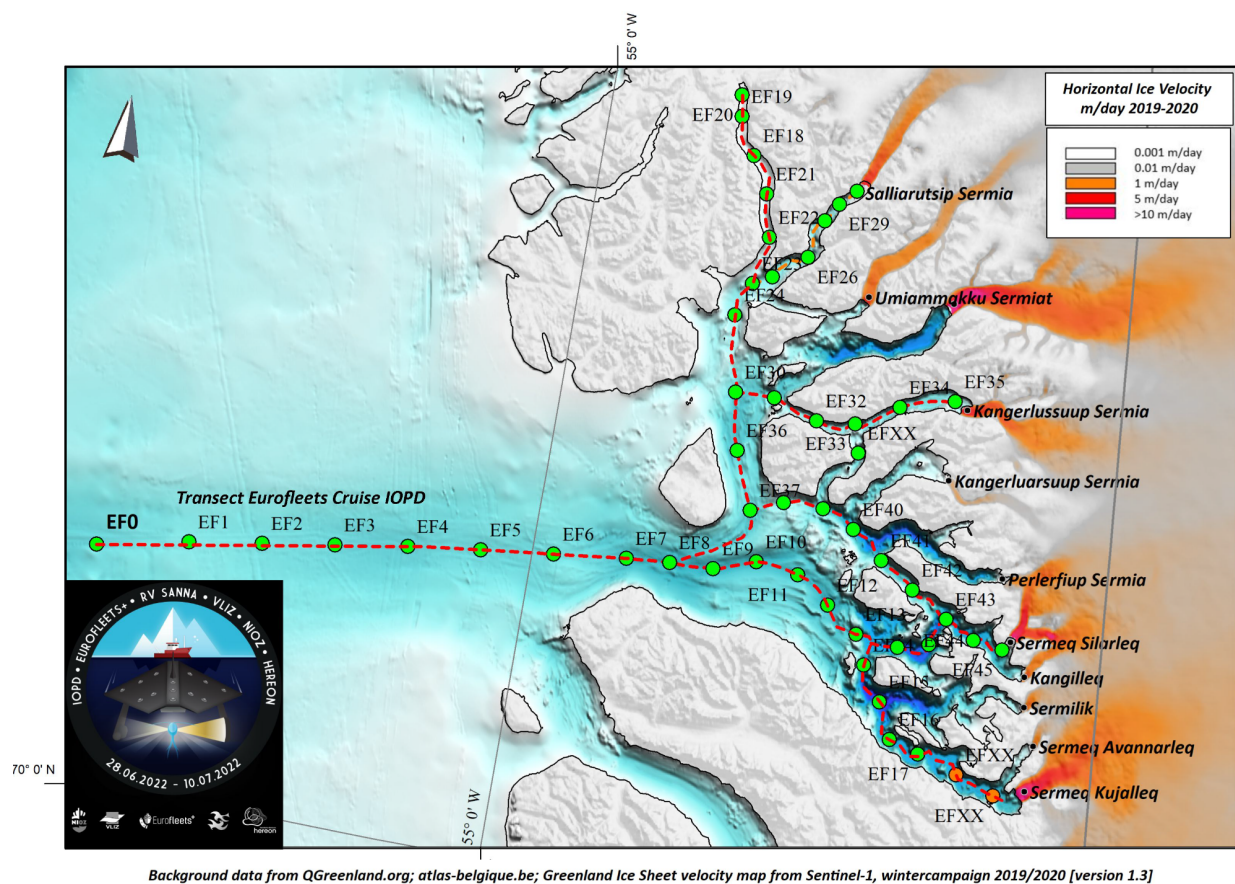 55° 0' W
Horizontal Ice Velocity
m/day 2019-2020
0.001 m/day
0.01 m/day
1 m/day
5 m/day
>10 m/day
EF19
EF20
EF18
EF21
Salliarutsip Sermia
EF22
EF29
EF23
EF26
EF24
Umiammakku Sermiat
EF30
EF34
EF35
EF32
Kangerlussuup Sermia
EF33
EFXX
EF36
Kangerluarsuup Sermia
Transect Eurofleets Cruise IOPD
EF37
EF0
EF1
EF2
EF3
EF4
EF5
EF6
EF7
EF8
EF9
EF10
EF40
EF41
EF11
EF12
EF42
Perlerfiup Sermia
EF43
EF13
EF44
Sermeq Silarleq
EF45
Kangilleq
EF15
Sermilik
EF16
EFXX
Sermeq Avannarleq
EF17
Sermeq Kujalleq
EFXX
70° 0' N
55° 0' W
IOPD • EUROFLEETS+ • RV SANNA • VLIZ • NIOZ • HEREON
28.06.2022 - 10.07.2022
NIOZ
VLIZ
Eurofleets+
hereon
Background data from QGreenland.org; atlas-belgique.be; Greenland Ice Sheet velocity map from Sentinel-1, wintercampaign 2019/2020 [version 1.3]